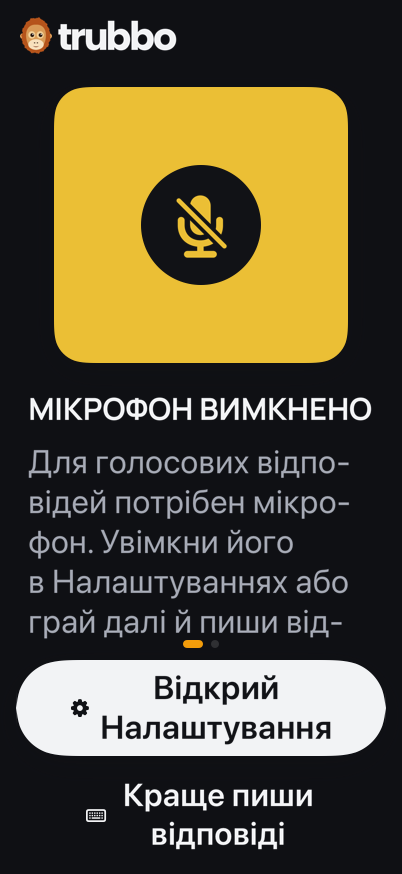 trubbo
МІКРОФОН ВИМКНЕНО
Для голосових відпо-
відей потрібен мікро-
фон. Увімкни його
в Налаштуваннях або
грай далі й пиши від-
Відкрий
Налаштування
Краще пиши
відповіді